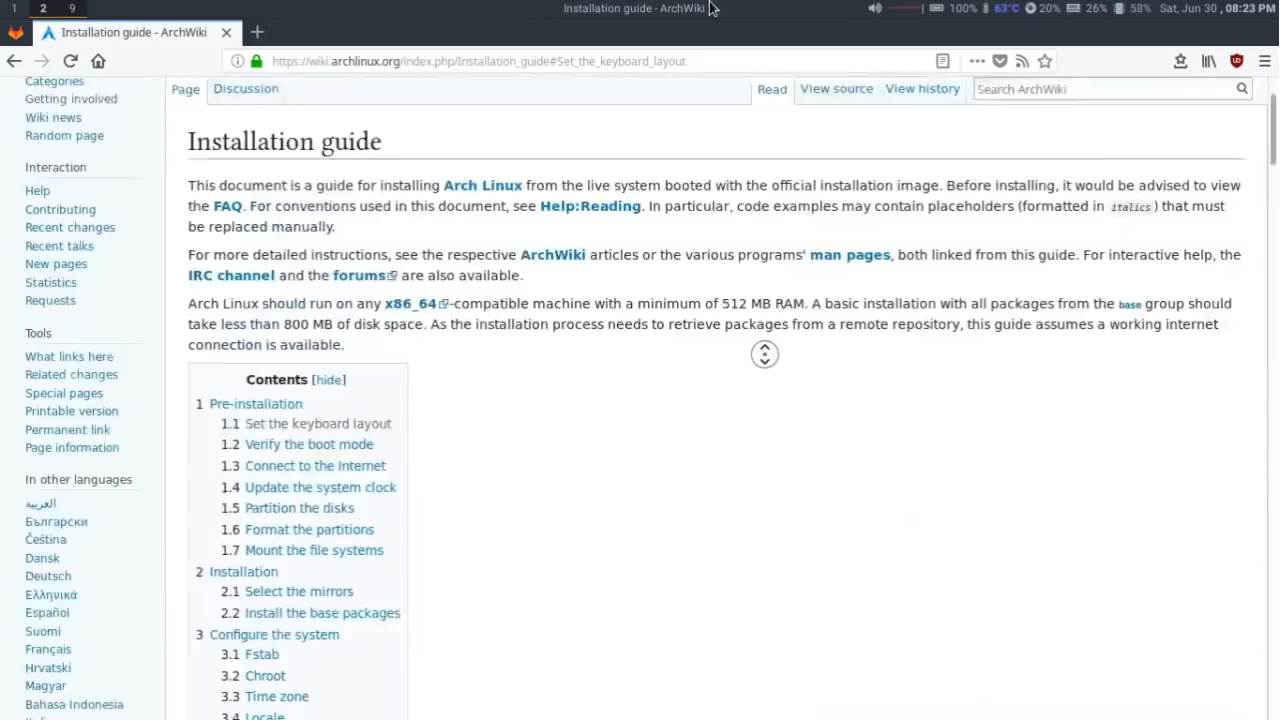 1 2 9 Installation guide - ArchWiki 100% 63°C 20% 26% 58% Sat, Jun 30 , 08:23 PM
Installation guide - ArchWiki
https://wiki.archlinux.org/index.php/Installation_guide#Set_the_keyboard_layout
Categories
Getting involved
Wiki news
Random page
Interaction
Help
Contributing
Recent changes
Recent talks
New pages
Statistics
Requests
Tools
What links here
Related changes
Special pages
Printable version
Permanent link
Page information
In other languages
العربية
Български
Čeština
Dansk
Deutsch
Ελληνικά
Español
Suomi
Français
Hrvatski
Magyar
Bahasa Indonesia
Page Discussion Read View source View history Search ArchWiki
Installation guide
This document is a guide for installing Arch Linux from the live system booted with the official installation image. Before installing, it would be advised to view
the FAQ. For conventions used in this document, see Help:Reading. In particular, code examples may contain placeholders (formatted in italics) that must
be replaced manually.
For more detailed instructions, see the respective ArchWiki articles or the various programs' man pages, both linked from this guide. For interactive help, the
IRC channel and the forums are also available.
Arch Linux should run on any x86_64-compatible machine with a minimum of 512 MB RAM. A basic installation with all packages from the base group should
take less than 800 MB of disk space. As the installation process needs to retrieve packages from a remote repository, this guide assumes a working internet
connection is available.
Contents [hide]
1 Pre-installation
1.1 Set the keyboard layout
1.2 Verify the boot mode
1.3 Connect to the Internet
1.4 Update the system clock
1.5 Partition the disks
1.6 Format the partitions
1.7 Mount the file systems
2 Installation
2.1 Select the mirrors
2.2 Install the base packages
3 Configure the system
3.1 Fstab
3.2 Chroot
3.3 Time zone
3.4 Locale